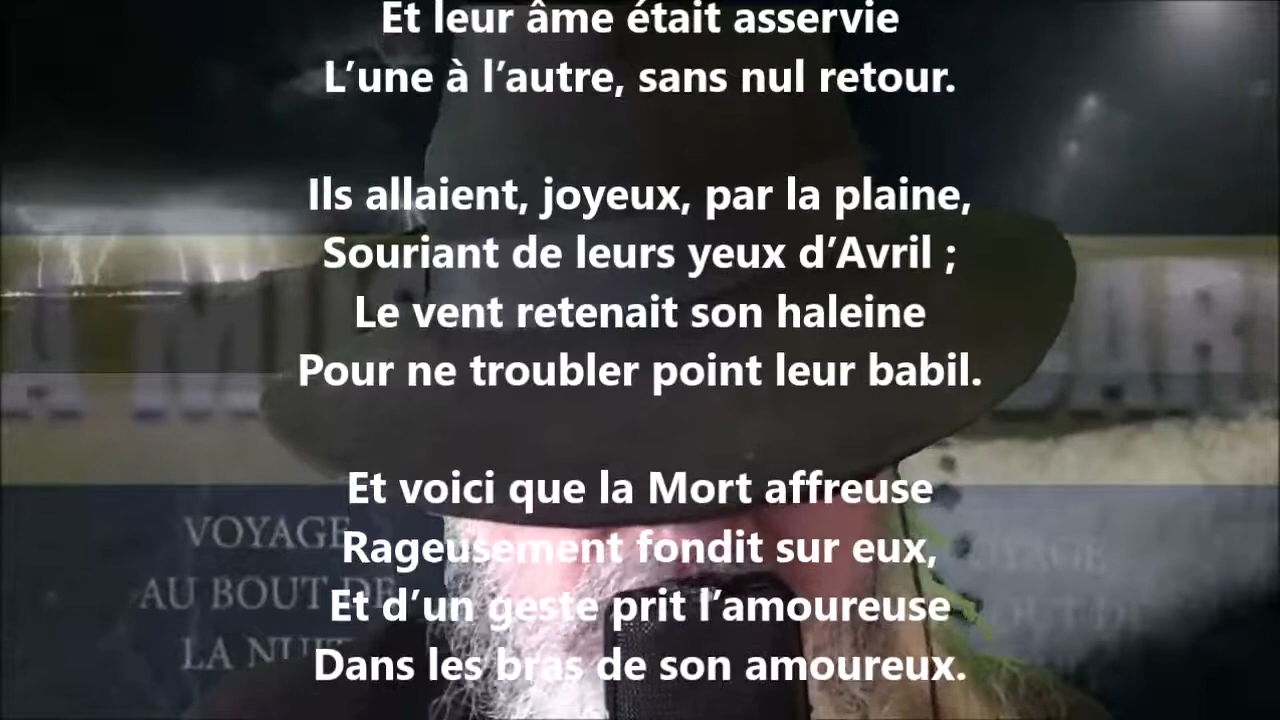 Et leur âme était asservie
L’une à l’autre, sans nul retour.
Ils allaient, joyeux, par la plaine,
Souriant de leurs yeux d’Avril ;
Le vent retenait son haleine
Pour ne troubler point leur babil.
Et voici que la Mort affreuse
Rageusement fondit sur eux,
Et d’un geste prit l’amoureuse
Dans les bras de son amoureux.
VOYAGE
AU BOUT DE
LA NUIT